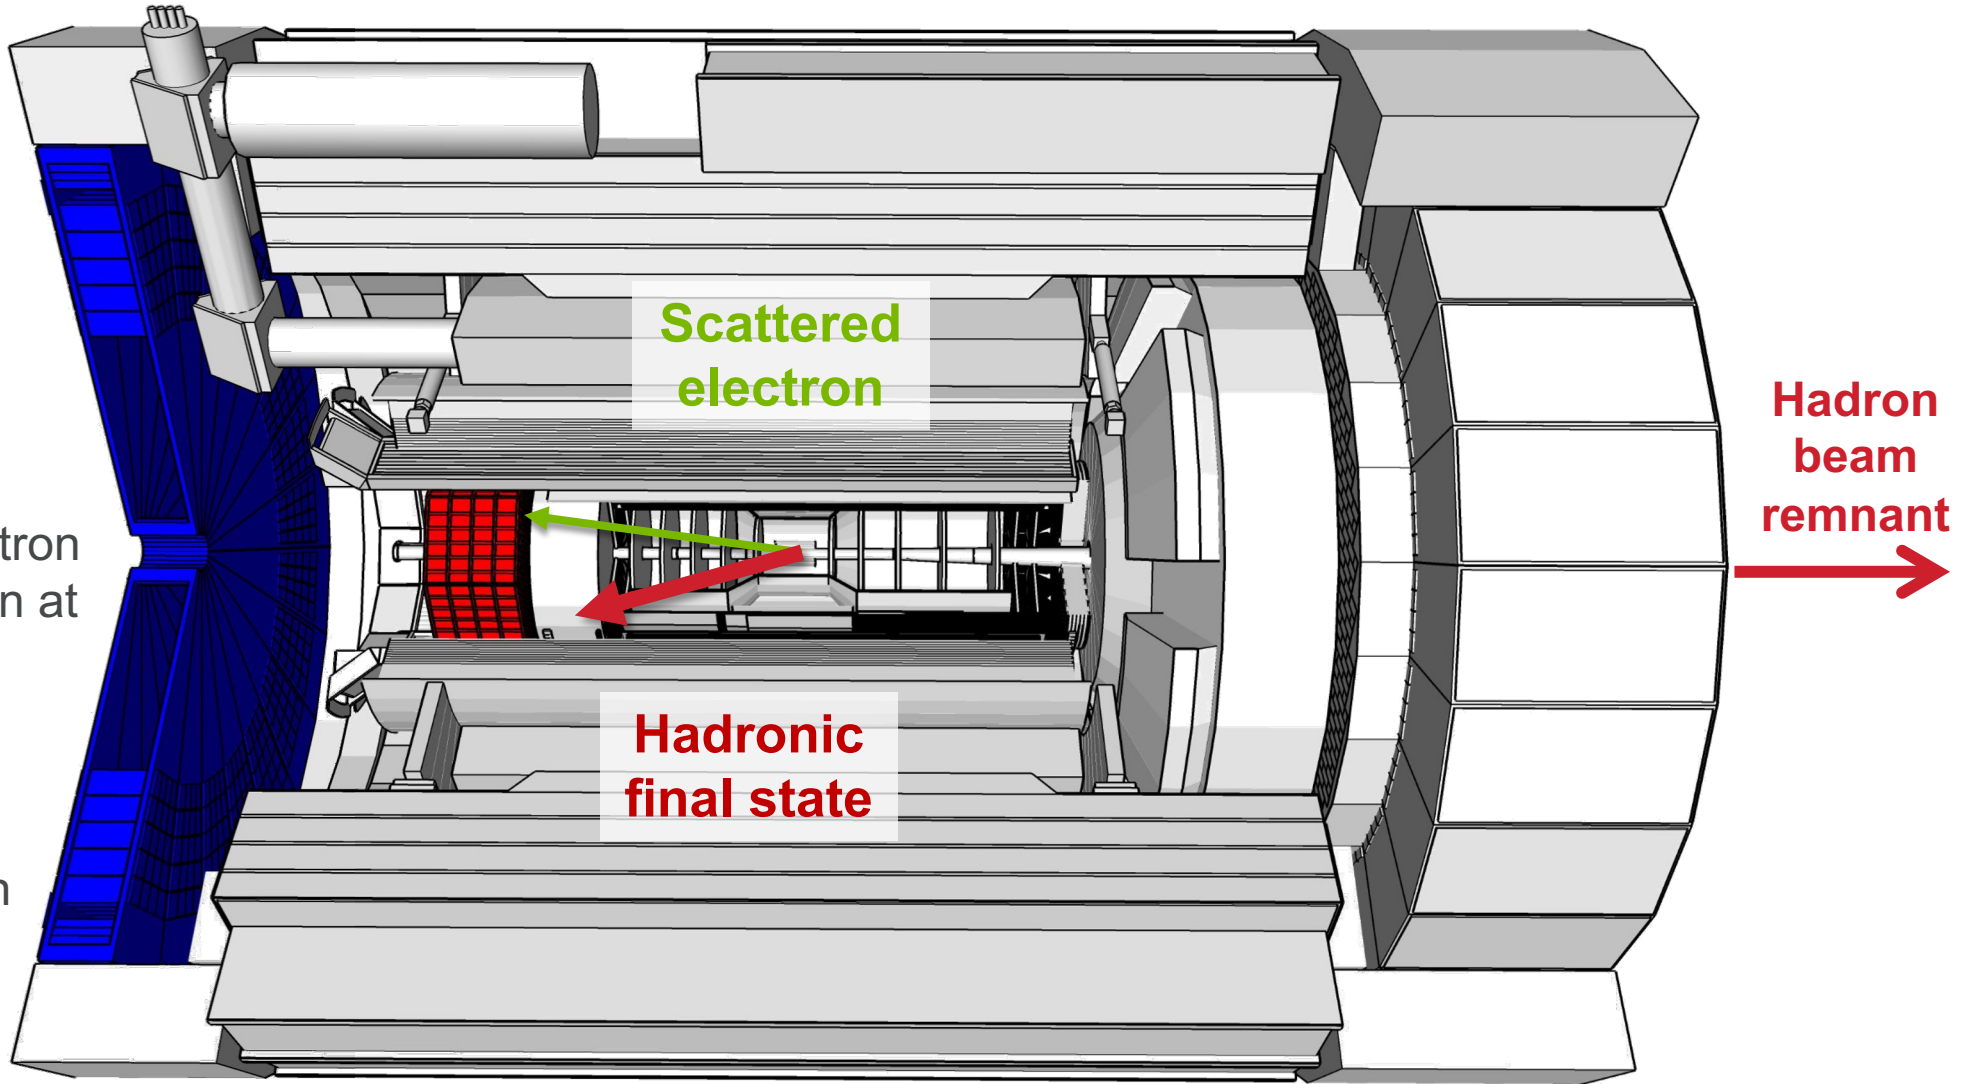 Scattered
electron
Hadron
beam
remnant
tron
n at
Hadronic
final state
n